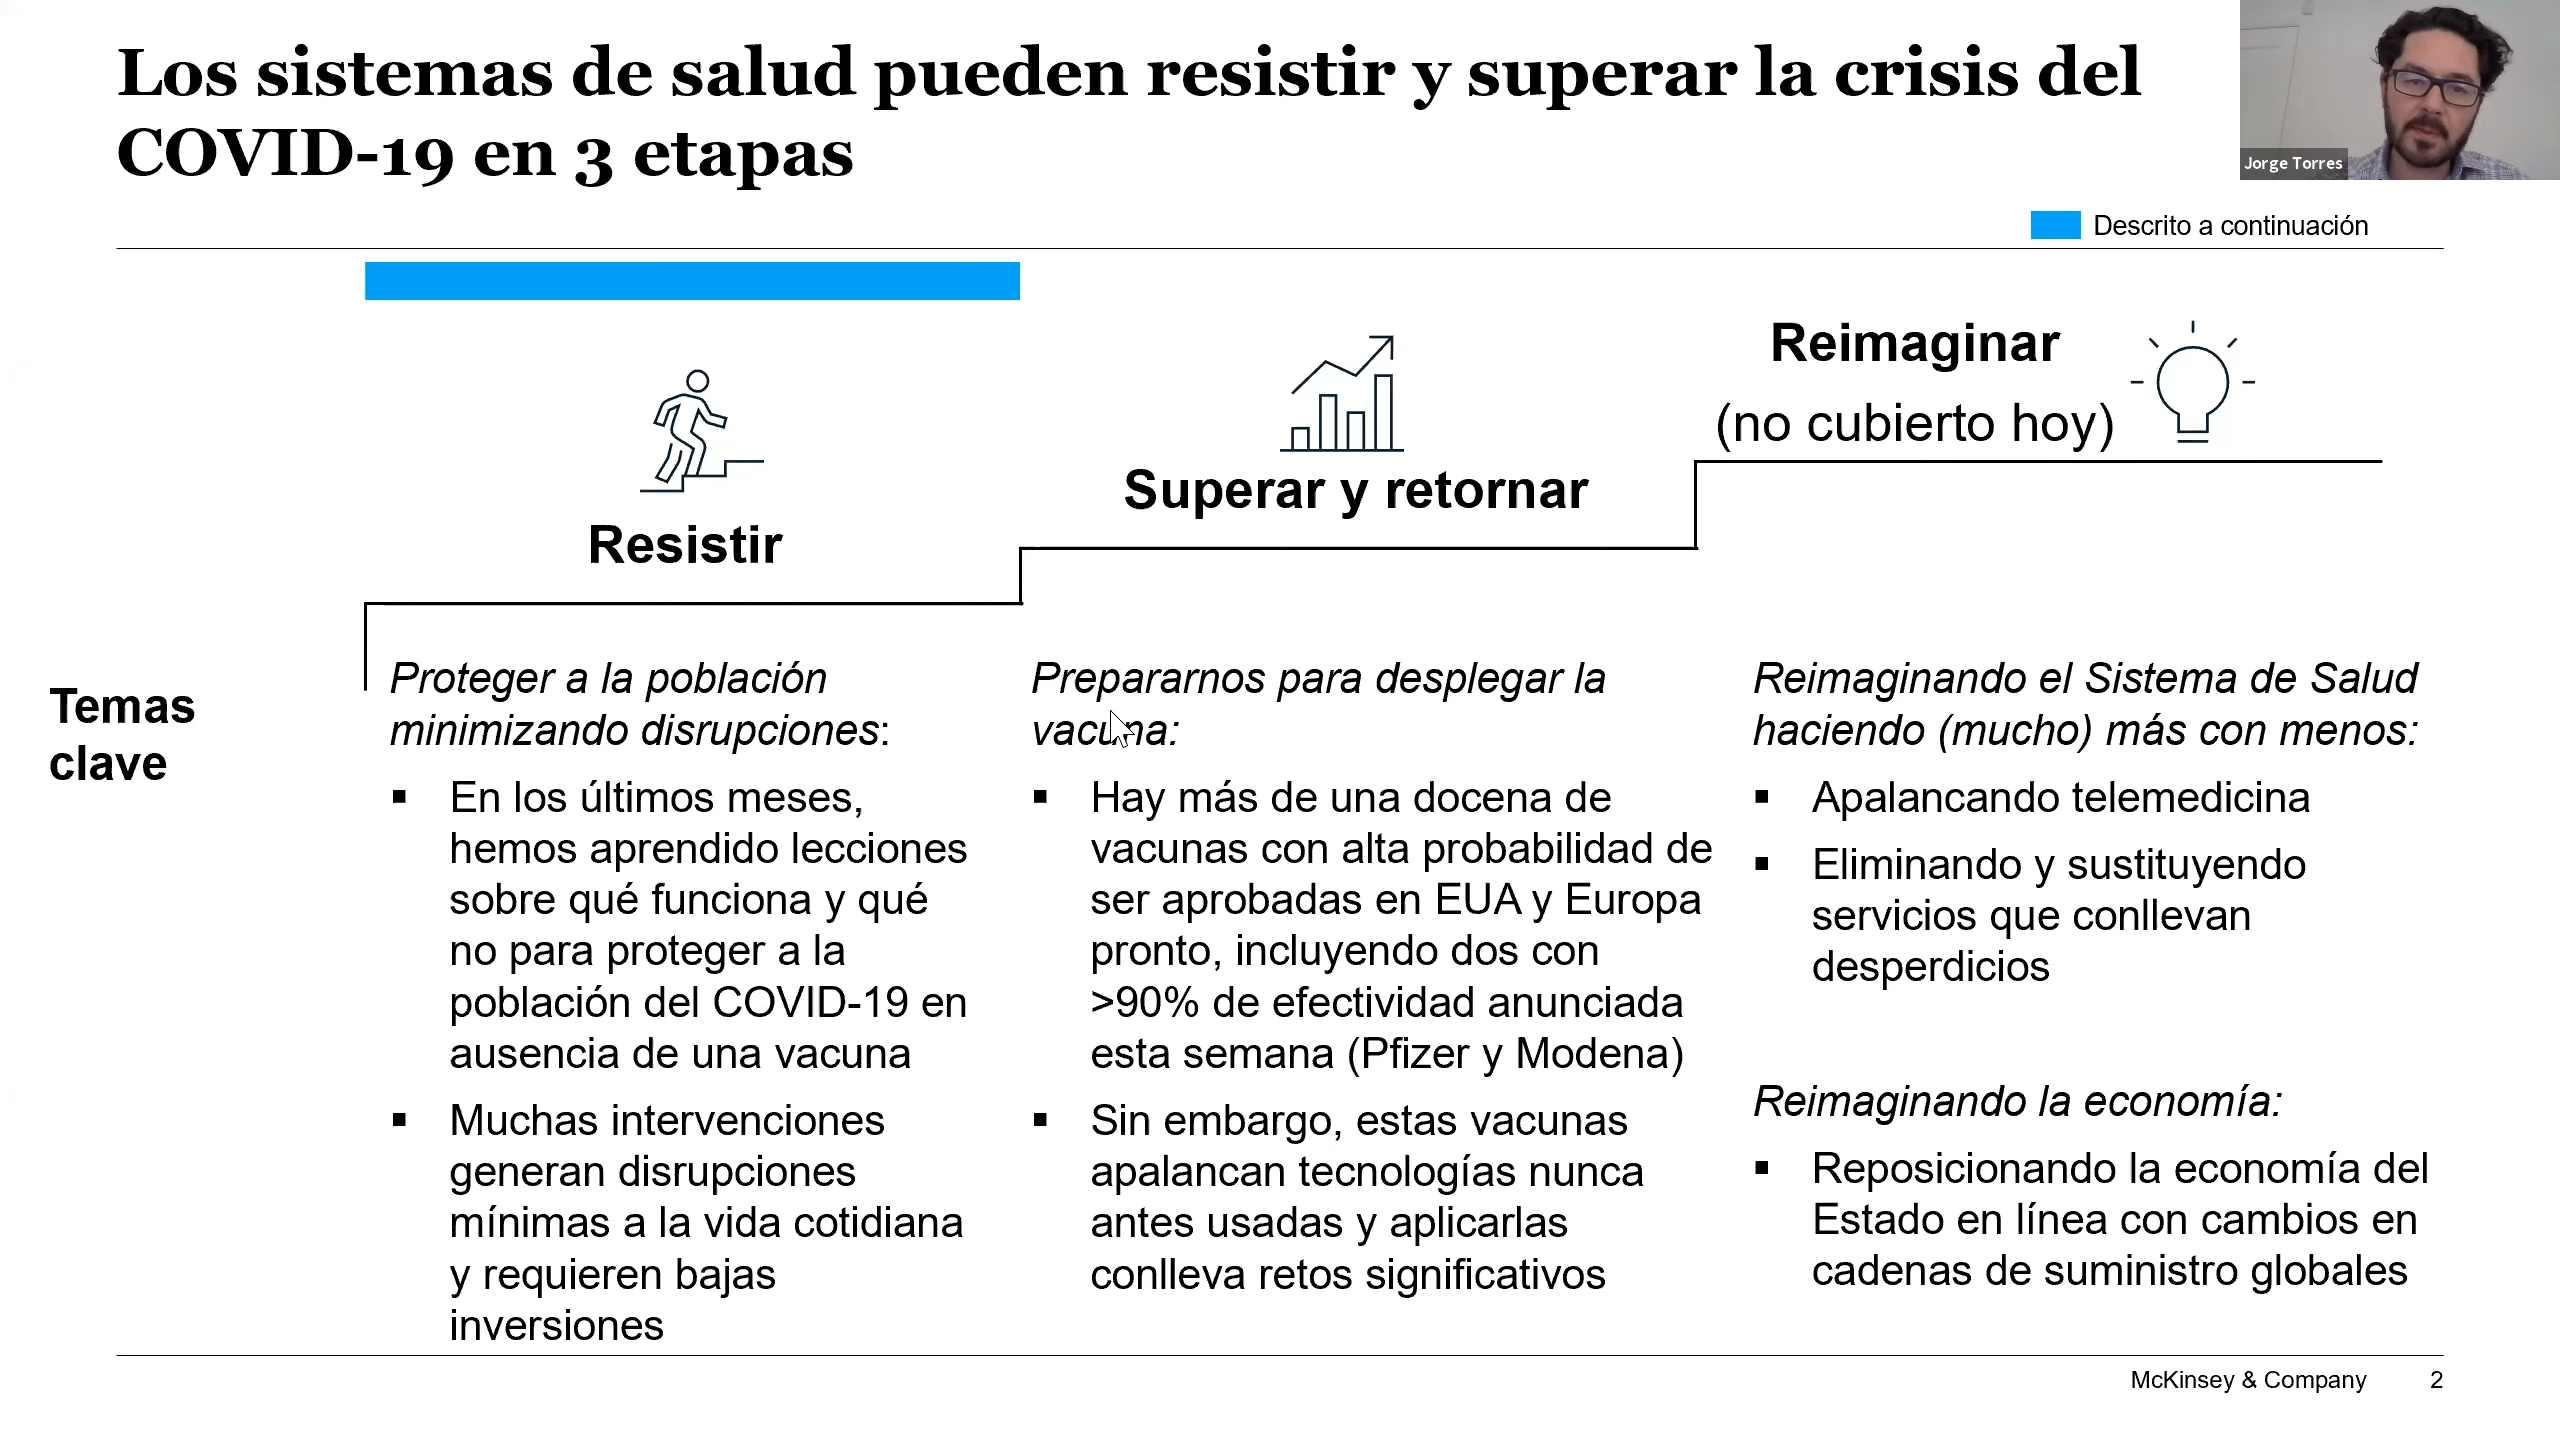 Los sistemas de salud pueden resistir y superar la crisis del
COVID-19 en 3 etapas
Jorge Torres
Descrito a continuación
Resistir
Superar y retornar
Reimaginar
(no cubierto hoy)
Temas
clave
Proteger a la población
minimizando disrupciones:
▪ En los últimos meses,
hemos aprendido lecciones
sobre qué funciona y qué
no para proteger a la
población del COVID-19 en
ausencia de una vacuna
▪ Muchas intervenciones
generan disrupciones
mínimas a la vida cotidiana
y requieren bajas
inversiones
Prepararnos para desplegar la
vacuna:
▪ Hay más de una docena de
vacunas con alta probabilidad de
ser aprobadas en EUA y Europa
pronto, incluyendo dos con
>90% de efectividad anunciada
esta semana (Pfizer y Modena)
▪ Sin embargo, estas vacunas
apalancan tecnologías nunca
antes usadas y aplicarlas
conlleva retos significativos
Reimaginando el Sistema de Salud
haciendo (mucho) más con menos:
▪ Apalancando telemedicina
▪ Eliminando y sustituyendo
servicios que conllevan
desperdicios
Reimaginando la economía:
▪ Reposicionando la economía del
Estado en línea con cambios en
cadenas de suministro globales
McKinsey & Company 2